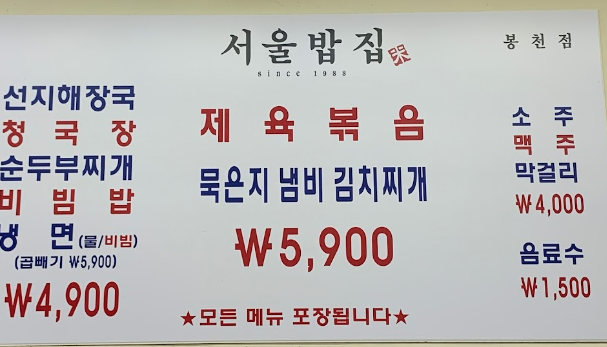 서울밥집
since 1988
봉천점
선지해장국
청국장
순두부찌개
비빔밥
냉면(물/비빔)
(곱빼기 ₩5,900)
₩4,900
제육볶음
묵은지 냄비 김치찌개
₩5,900
★모든 메뉴 포장됩니다★
소주
맥주
막걸리
₩4,000
음료수
₩1,500